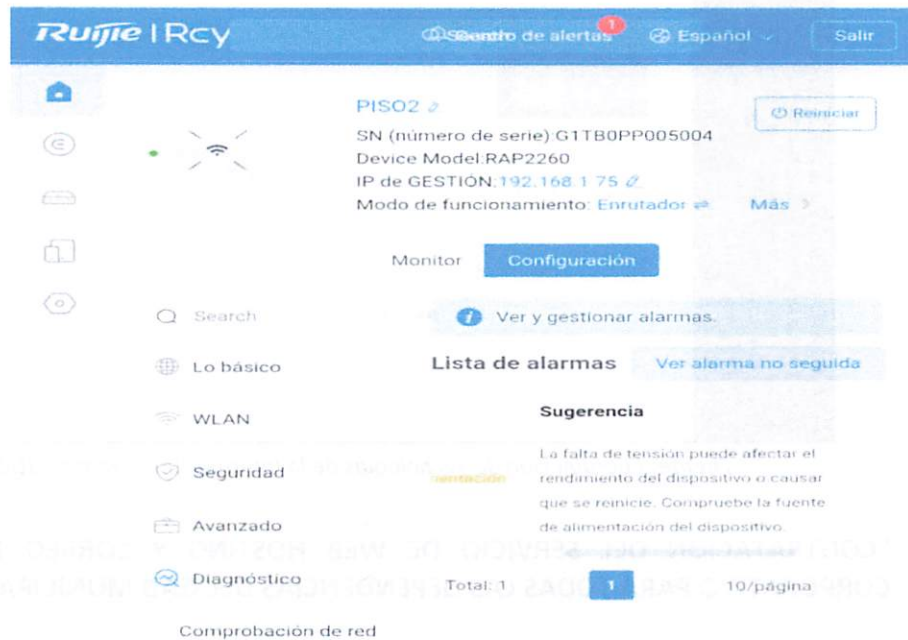 Ruijie | Rcy
Centro de alertas 1
Español
Salir
PISO2
Reiniciar
SN (número de serie):G1TB0PP005004
Device Model:RAP2260
IP de GESTIÓN:192.168.1.75
Modo de funcionamiento: Enrutador
Más
Monitor
Configuración
Search
Ver y gestionar alarmas.
Lo básico
Lista de alarmas
Ver alarma no seguida
WLAN
Sugerencia
Seguridad
La falta de tensión puede afectar el
mentación
rendimiento del dispositivo o causar
que se reinicie. Compruebe la fuente
Avanzado
de alimentación del dispositivo.
Diagnóstico
Total: 1
1
10/página
Comprobación de red